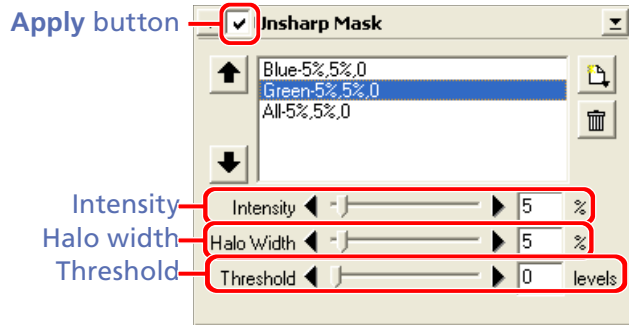 Apply button
Unsharp Mask
Blue-5%,5%,0
Green-5%,5%,0
All-5%,5%,0
Intensity
Intensity 5 %
Halo width
Halo Width 5 %
Threshold
Threshold 0 levels